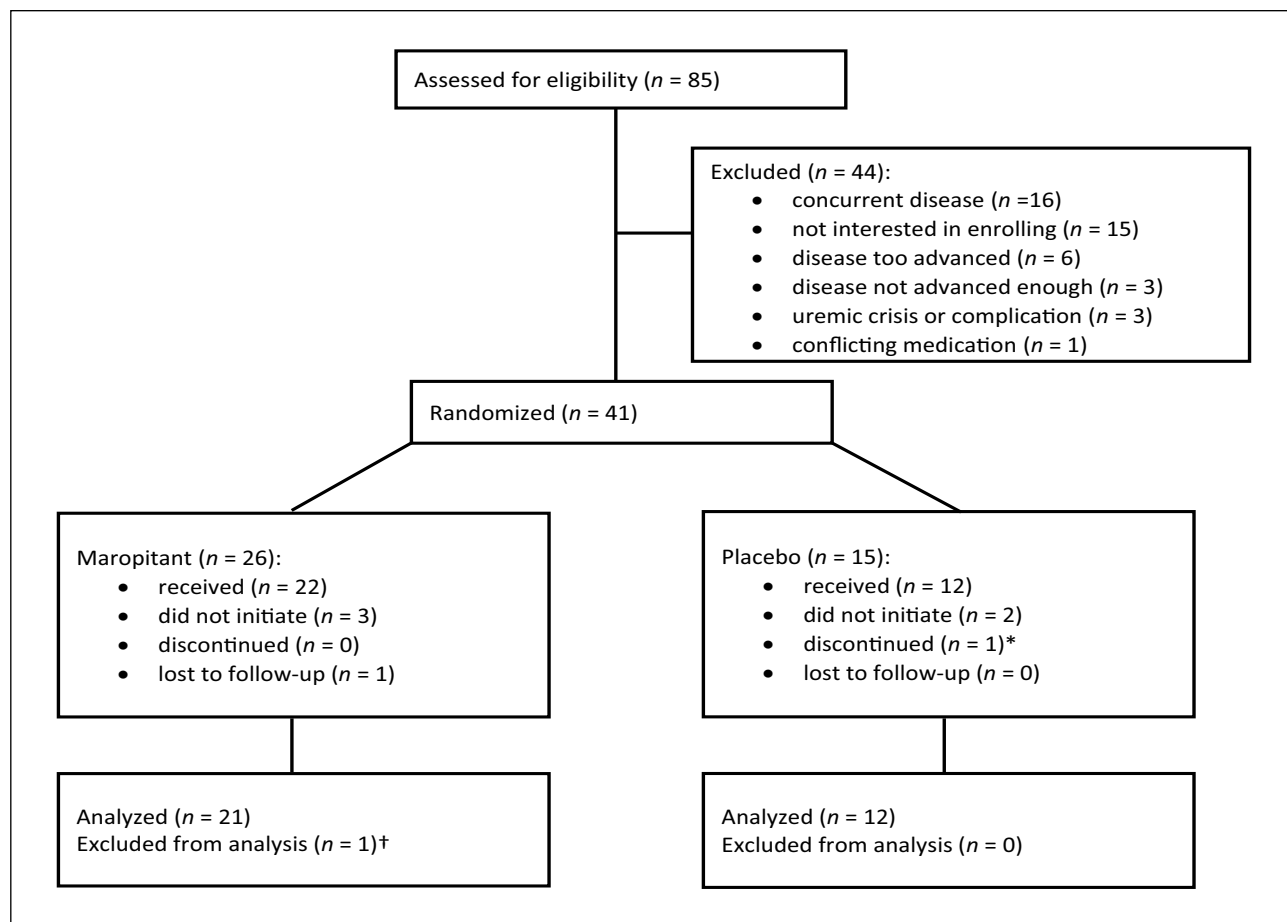 Assessed for eligibility (n = 85)
Excluded (n = 44):
• concurrent disease (n =16)
• not interested in enrolling (n = 15)
• disease too advanced (n = 6)
• disease not advanced enough (n = 3)
• uremic crisis or complication (n = 3)
• conflicting medication (n = 1)
Randomized (n = 41)
Maropitant (n = 26):
• received (n = 22)
• did not initiate (n = 3)
• discontinued (n = 0)
• lost to follow-up (n = 1)
Placebo (n = 15):
• received (n = 12)
• did not initiate (n = 2)
• discontinued (n = 1)*
• lost to follow-up (n = 0)
Analyzed (n = 21)
Excluded from analysis (n = 1)†
Analyzed (n = 12)
Excluded from analysis (n = 0)